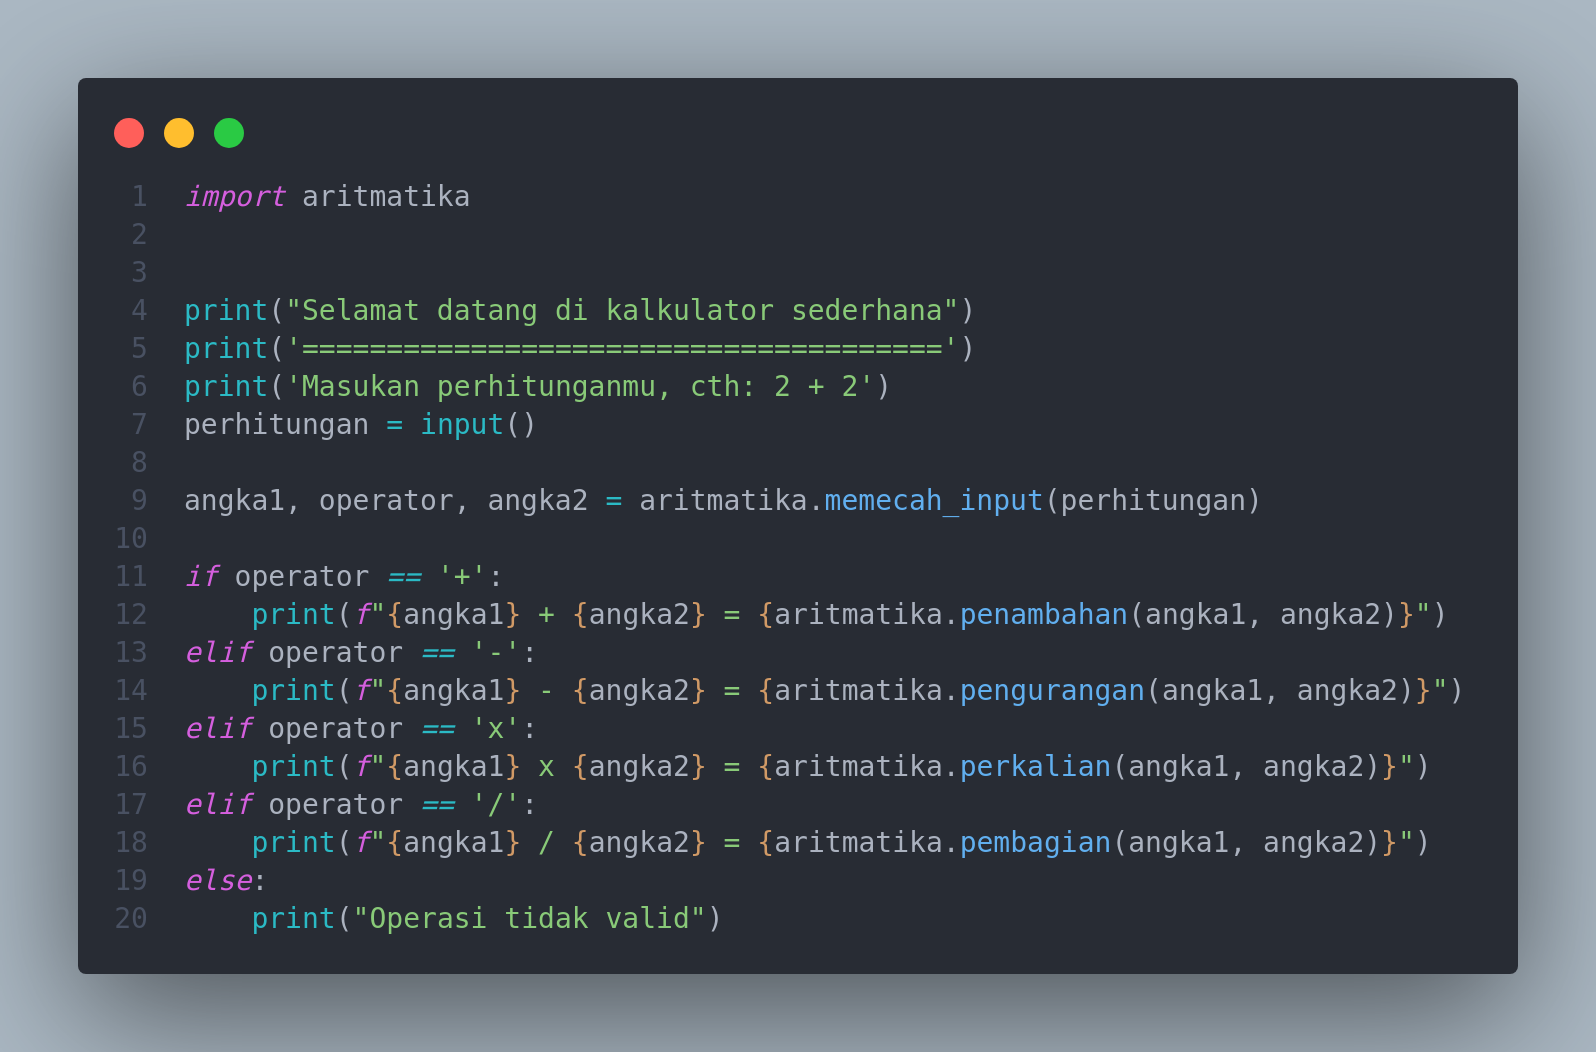 1 import aritmatika
2
3
4 print("Selamat datang di kalkulator sederhana")
5 print('======================================')
6 print('Masukan perhitunganmu, cth: 2 + 2')
7 perhitungan = input()
8
9 angka1, operator, angka2 = aritmatika.memecah_input(perhitungan)
10
11 if operator == '+':
12     print(f"{angka1} + {angka2} = {aritmatika.penambahan(angka1, angka2)}")
13 elif operator == '-':
14     print(f"{angka1} - {angka2} = {aritmatika.pengurangan(angka1, angka2)}")
15 elif operator == 'x':
16     print(f"{angka1} x {angka2} = {aritmatika.perkalian(angka1, angka2)}")
17 elif operator == '/':
18     print(f"{angka1} / {angka2} = {aritmatika.pembagian(angka1, angka2)}")
19 else:
20     print("Operasi tidak valid")